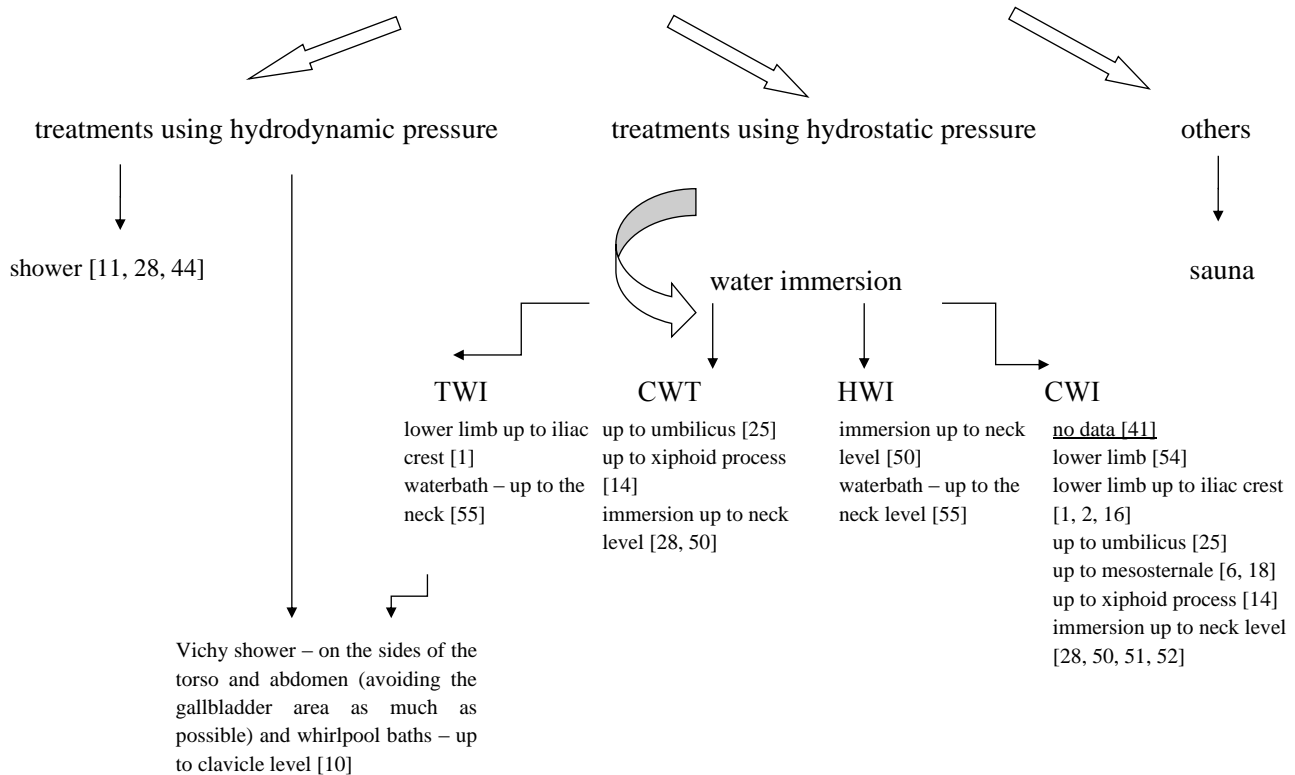 treatments using hydrodynamic pressure
treatments using hydrostatic pressure
others
shower [11, 28, 44]
water immersion
sauna
TWI
lower limb up to iliac
crest [1]
waterbath – up to the
neck [55]
CWT
up to umbilicus [25]
up to xiphoid process
[14]
immersion up to neck
level [28, 50]
HWI
immersion up to neck
level [50]
waterbath – up to the
neck level [55]
CWI
no data [41]
lower limb [54]
lower limb up to iliac crest
[1, 2, 16]
up to umbilicus [25]
up to mesosternale [6, 18]
up to xiphoid process [14]
immersion up to neck level
[28, 50, 51, 52]
Vichy shower – on the sides of the
torso and abdomen (avoiding the
gallbladder area as much as
possible) and whirlpool baths – up
to clavicle level [10]